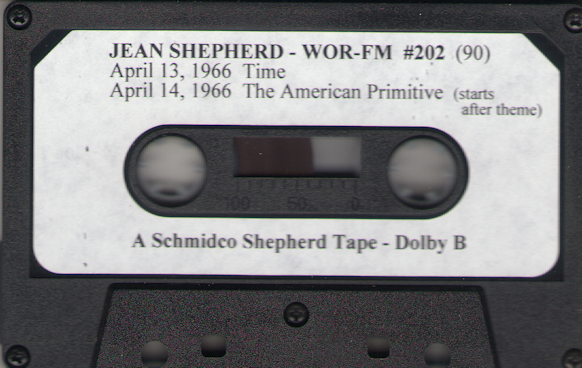 JEAN SHEPHERD - WOR-FM #202 (90)
April 13, 1966 Time
April 14, 1966 The American Primitive (starts
after theme)
100 50 0
A Schmidco Shepherd Tape - Dolby B